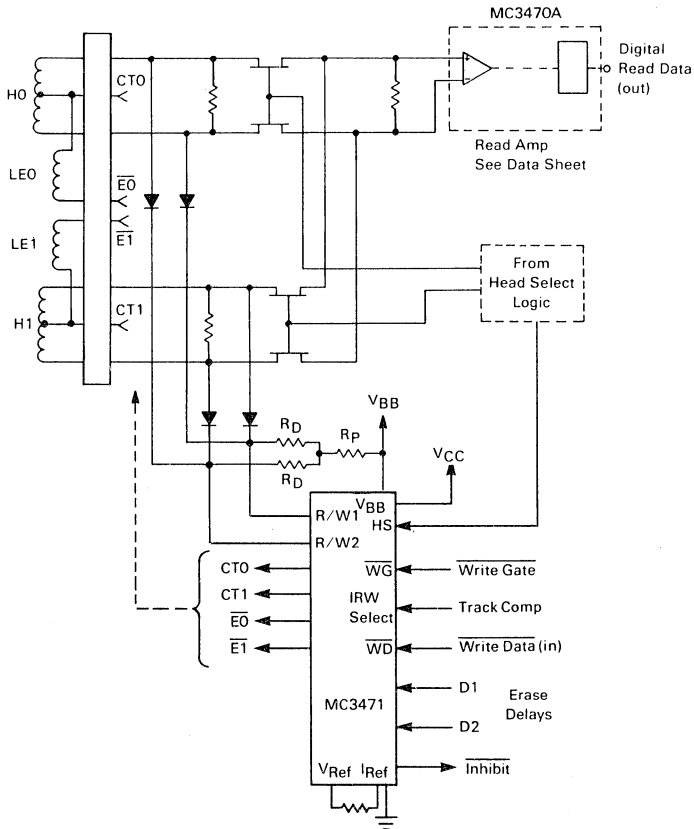 MC3470A
Digital
Read Data
(out)
Read Amp
See Data Sheet
H0
CT0
LE0
E0
E1
LE1
H1
CT1
From
Head Select
Logic
VBB
VCC
RD
RP
RD
R/W1
VBB
HS
R/W2
CT0
WG
Write Gate
CT1
IRW
Select
Track Comp
E0
E1
WD
Write Data (in)
D1
Erase
Delays
MC3471
D2
VRef
IRef
Inhibit
+
−